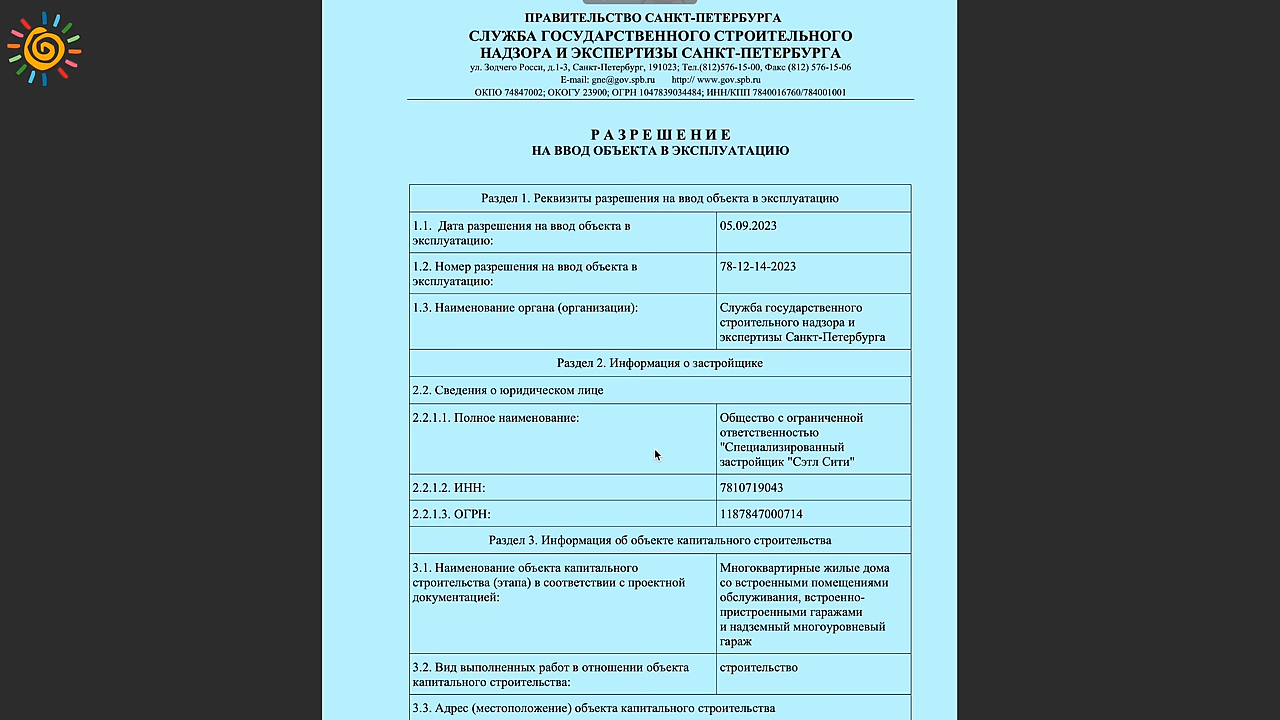 ПРАВИТЕЛЬСТВО САНКТ-ПЕТЕРБУРГА
СЛУЖБА ГОСУДАРСТВЕННОГО СТРОИТЕЛЬНОГО
НАДЗОРА И ЭКСПЕРТИЗЫ САНКТ-ПЕТЕРБУРГА
ул. Зодчего Росси, д.1-3, Санкт-Петербург, 191023; Тел.(812)576-15-00, Факс (812) 576-15-06
E-mail: gne@gov.spb.ru http:// www.gov.spb.ru
ОКПО 74847002; ОКОГУ 23900; ОГРН 1047839034484; ИНН/КПП 7840016760/784001001
Р А З Р Е Ш Е Н И Е
НА ВВОД ОБЪЕКТА В ЭКСПЛУАТАЦИЮ
Раздел 1. Реквизиты разрешения на ввод объекта в эксплуатацию
1.1. Дата разрешения на ввод объекта в
эксплуатацию:
05.09.2023
1.2. Номер разрешения на ввод объекта в
эксплуатацию:
78-12-14-2023
1.3. Наименование органа (организации):
Служба государственного
строительного надзора и
экспертизы Санкт-Петербурга
Раздел 2. Информация о застройщике
2.2. Сведения о юридическом лице
2.2.1.1. Полное наименование:
Общество с ограниченной
ответственностью
"Специализированный
застройщик "Сэтл Сити"
2.2.1.2. ИНН:
7810719043
2.2.1.3. ОГРН:
1187847000714
Раздел 3. Информация об объекте капитального строительства
3.1. Наименование объекта капитального
строительства (этапа) в соответствии с проектной
документацией:
Многоквартирные жилые дома
со встроенными помещениями
обслуживания, встроенно-
пристроенными гаражами
и надземный многоуровневый
гараж
3.2. Вид выполненных работ в отношении объекта
капитального строительства:
строительство
3.3. Адрес (местоположение) объекта капитального строительства